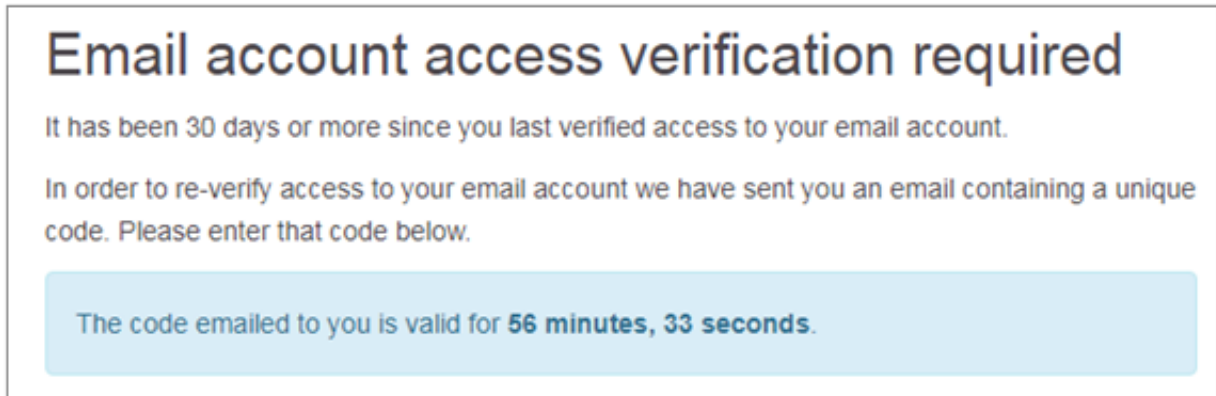 Email account access verification required
It has been 30 days or more since you last verified access to your email account.
In order to re-verify access to your email account we have sent you an email containing a unique
code. Please enter that code below.
The code emailed to you is valid for 56 minutes, 33 seconds.